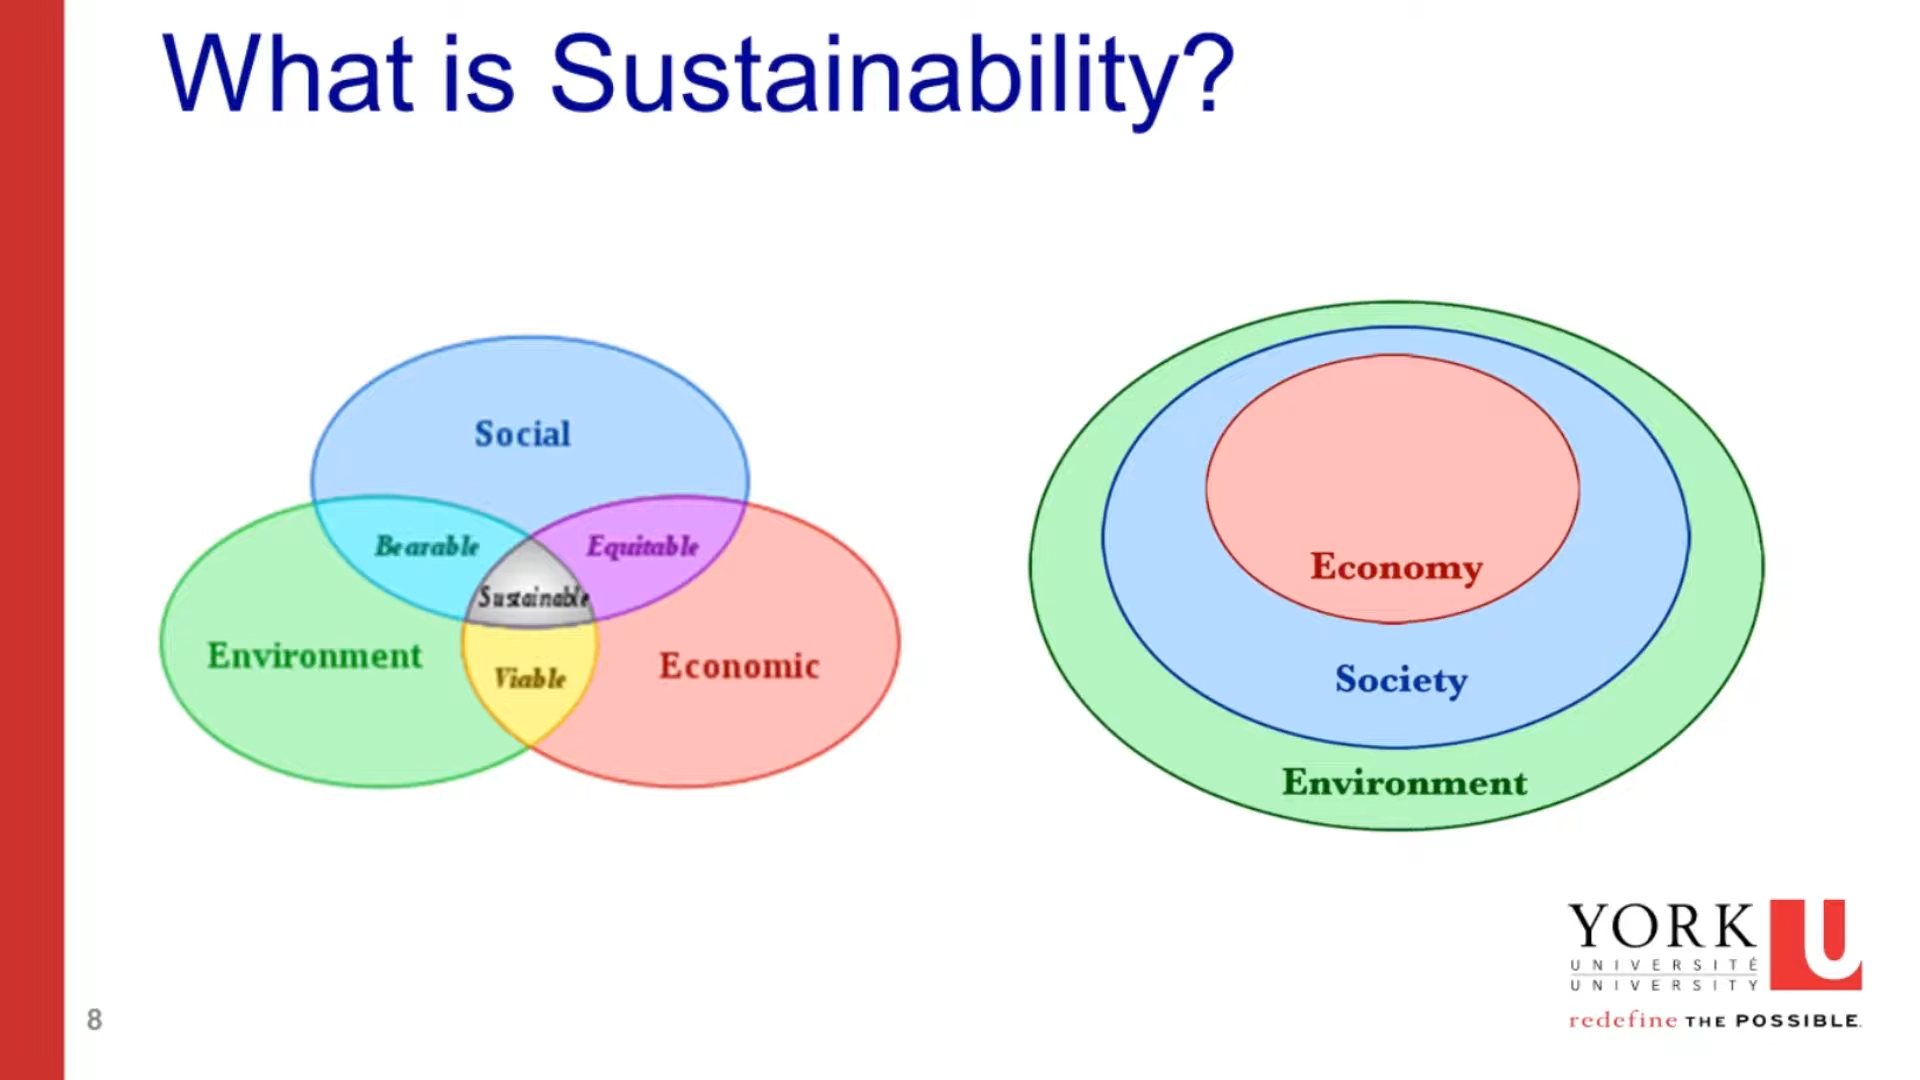 What is Sustainability?
Social
Bearable
Equitable
Sustainable
Environment
Viable
Economic
Economy
Society
Environment
YORK U
UNIVERSITÉ
UNIVERSITY
redefine THE POSSIBLE.
8